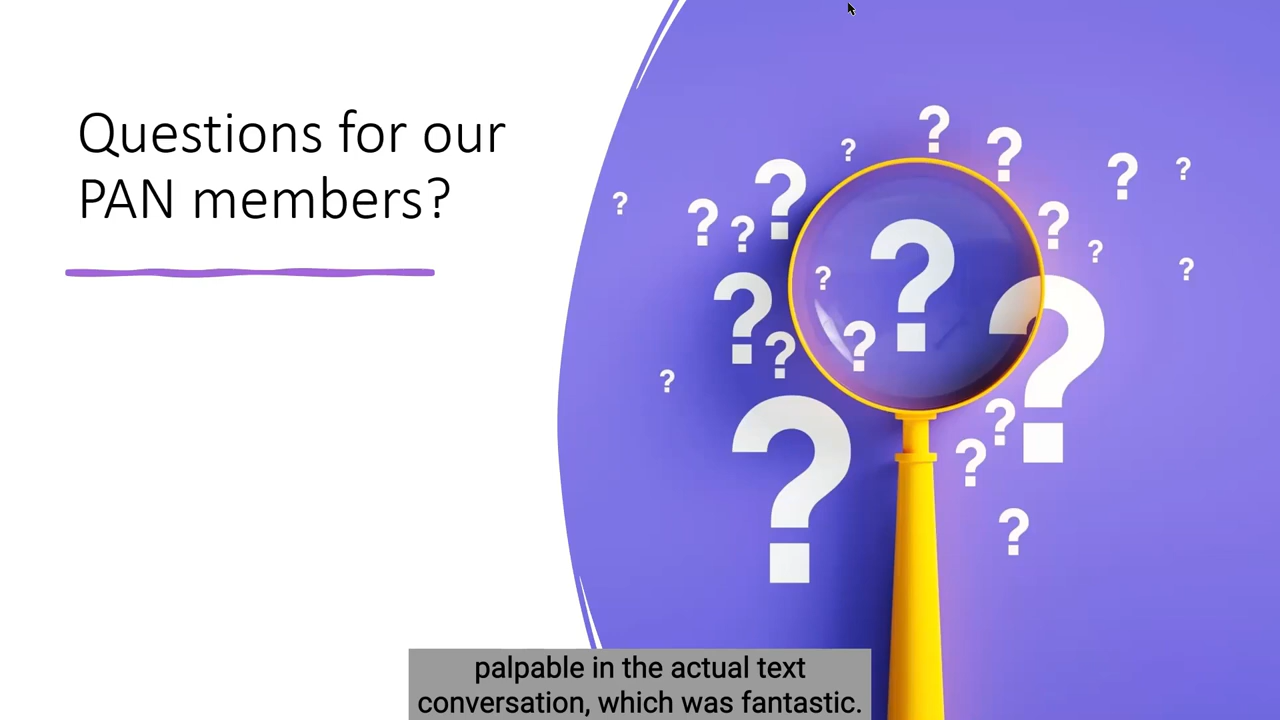 Questions for our
PAN members?
palpable in the actual text
conversation, which was fantastic.